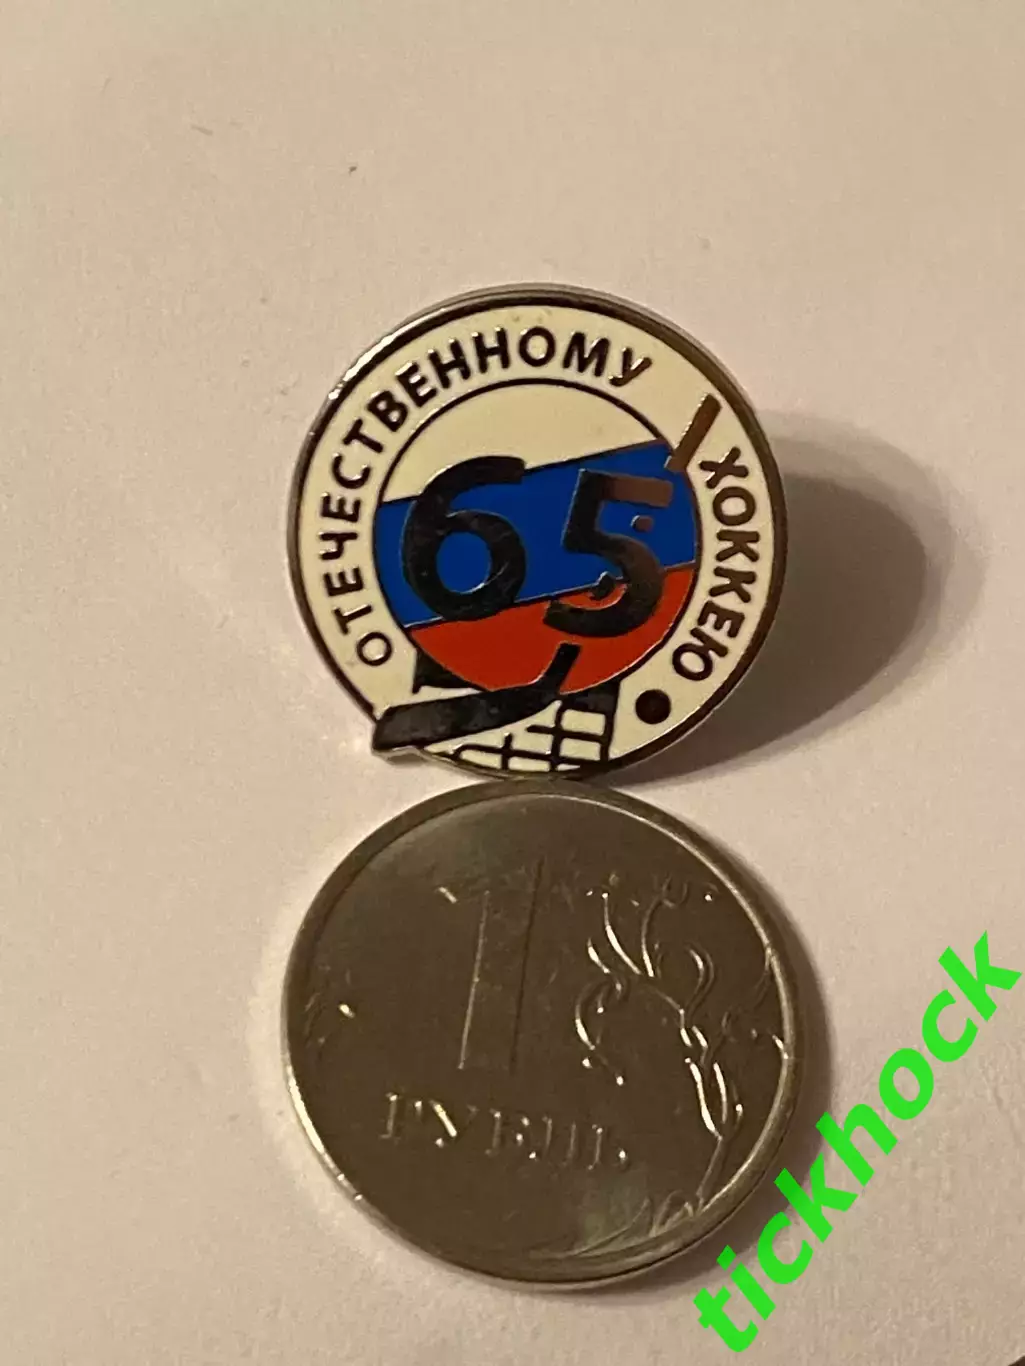 ОТЕЧЕСТВЕННОМУ
ХОККЕЮ
65
1
РУБЛЬ
tickhock